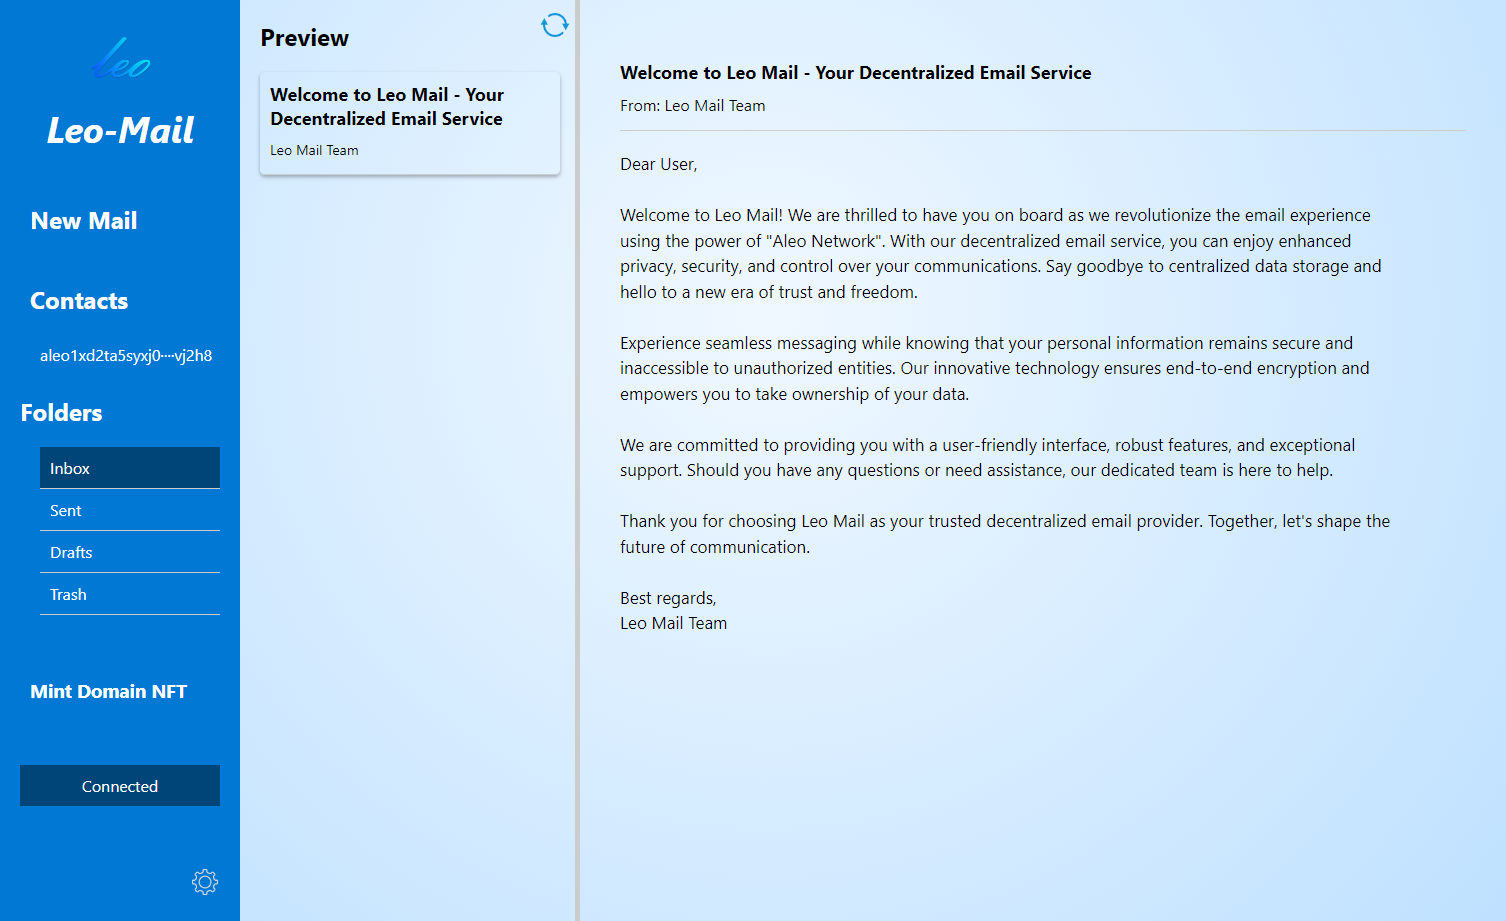 leo
Leo-Mail
New Mail
Contacts
aleo1xd2ta5syxj0····vj2h8
Folders
Inbox
Sent
Drafts
Trash
Mint Domain NFT
Connected
Preview
Welcome to Leo Mail - Your
Decentralized Email Service
Leo Mail Team
Welcome to Leo Mail - Your Decentralized Email Service
From: Leo Mail Team
Dear User,
Welcome to Leo Mail! We are thrilled to have you on board as we revolutionize the email experience
using the power of "Aleo Network". With our decentralized email service, you can enjoy enhanced
privacy, security, and control over your communications. Say goodbye to centralized data storage and
hello to a new era of trust and freedom.
Experience seamless messaging while knowing that your personal information remains secure and
inaccessible to unauthorized entities. Our innovative technology ensures end-to-end encryption and
empowers you to take ownership of your data.
We are committed to providing you with a user-friendly interface, robust features, and exceptional
support. Should you have any questions or need assistance, our dedicated team is here to help.
Thank you for choosing Leo Mail as your trusted decentralized email provider. Together, let's shape the
future of communication.
Best regards,
Leo Mail Team